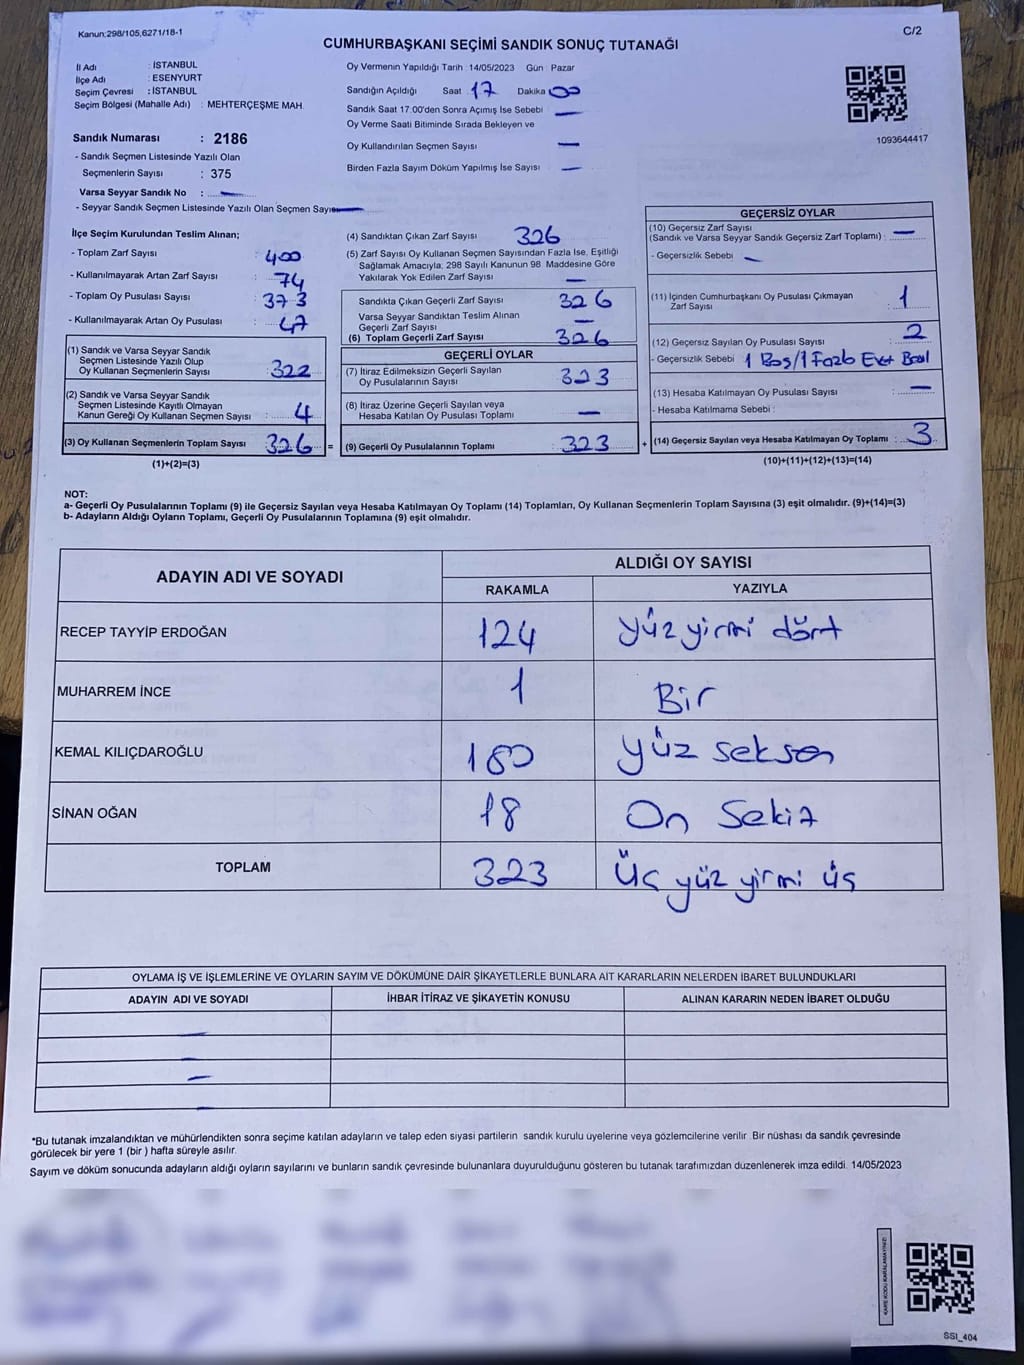 Kanun:298/105,6271/18-1
C/2
CUMHURBAŞKANI SEÇİMİ SANDIK SONUÇ TUTANAĞI
İl Adı : İSTANBUL
İlçe Adı : ESENYURT
Seçim Çevresi : İSTANBUL
Seçim Bölgesi (Mahalle Adı) : MEHTERÇEŞME MAH.
Sandık Numarası : 2186
- Sandık Seçmen Listesinde Yazılı Olan
Seçmenlerin Sayısı : 375
Varsa Seyyar Sandık No : —
- Seyyar Sandık Seçmen Listesinde Yazılı Olan Seçmen Sayısı —
Oy Vermenin Yapıldığı Tarih : 14/05/2023 Gün : Pazar
Sandığın Açıldığı Saat 17 Dakika 00
Sandık Saat 17:00'den Sonra Açımış İse Sebebi —
Oy Verme Saati Bitiminde Sırada Bekleyen ve
Oy Kullandırılan Seçmen Sayısı —
Birden Fazla Sayım Döküm Yapılmış İse Sayısı —
1093644417
İlçe Seçim Kurulundan Teslim Alınan;
- Toplam Zarf Sayısı : 400
- Kullanılmayarak Artan Zarf Sayısı : 74
- Toplam Oy Pusulası Sayısı : 373
- Kullanılmayarak Artan Oy Pusulası : 47
(1) Sandık ve Varsa Seyyar Sandık
Seçmen Listesinde Yazılı Olup
Oy Kullanan Seçmenlerin Sayısı : 322
(2) Sandık ve Varsa Seyyar Sandık
Seçmen Listesinde Kayıtlı Olmayan
Kanun Gereği Oy Kullanan Seçmen Sayısı : 4
(3) Oy Kullanan Seçmenlerin Toplam Sayısı : 326 =
(1)+(2)=(3)
(4) Sandıktan Çıkan Zarf Sayısı 326
(5) Zarf Sayısı Oy Kullanan Seçmen Sayısından Fazla İse, Eşitliği
Sağlamak Amacıyla; 298 Sayılı Kanunun 98. Maddesine Göre
Yakılarak Yok Edilen Zarf Sayısı —
Sandıkta Çıkan Geçerli Zarf Sayısı 326
Varsa Seyyar Sandıktan Teslim Alınan
Geçerli Zarf Sayısı —
(6) Toplam Geçerli Zarf Sayısı 326
GEÇERLİ OYLAR
(7) İtiraz Edilmeksizin Geçerli Sayılan
Oy Pusulalarının Sayısı 323
(8) İtiraz Üzerine Geçerli Sayılan veya
Hesaba Katılan Oy Pusulası Toplamı —
(9) Geçerli Oy Pusulalarının Toplamı 323 +
GEÇERSİZ OYLAR
(10) Geçersiz Zarf Sayısı
(Sandık ve Varsa Seyyar Sandık Geçersiz Zarf Toplamı) : —
- Geçersizlik Sebebi : —
(11) İçinden Cumhurbaşkanı Oy Pusulası Çıkmayan
Zarf Sayısı 1
(12) Geçersiz Sayılan Oy Pusulası Sayısı 2
- Geçersizlik Sebebi : 1 Boş/1 Fazla Evet
(13) Hesaba Katılmayan Oy Pusulası Sayısı —
- Hesaba Katılmama Sebebi :
(14) Geçersiz Sayılan veya Hesaba Katılmayan Oy Toplamı : 3
(10)+(11)+(12)+(13)=(14)
NOT:
a- Geçerli Oy Pusulalarının Toplamı (9) ile Geçersiz Sayılan veya Hesaba Katılmayan Oy Toplamı (14) Toplamları, Oy Kullanan Seçmenlerin Toplam Sayısına (3) eşit olmalıdır. (9)+(14)=(3)
b- Adayların Aldığı Oyların Toplamı, Geçerli Oy Pusulalarının Toplamına (9) eşit olmalıdır.
ADAYIN ADI VE SOYADI ALDIĞI OY SAYISI
RAKAMLA YAZIYLA
RECEP TAYYİP ERDOĞAN 124 Yüz yirmi dört
MUHARREM İNCE 1 Bir
KEMAL KILIÇDAROĞLU 180 Yüz seksen
SİNAN OĞAN 18 On Sekiz
TOPLAM 323 Üç yüz yirmi üç
OYLAMA İŞ VE İŞLEMLERİNE VE OYLARIN SAYIM VE DÖKÜMÜNE DAİR ŞİKAYETLERLE BUNLARA AİT KARARLARIN NELERDEN İBARET BULUNDUKLARI
ADAYIN ADI VE SOYADI İHBAR İTİRAZ VE ŞİKAYETİN KONUSU ALINAN KARARIN NEDEN İBARET OLDUĞU
*Bu tutanak imzalandıktan ve mühürlendikten sonra seçime katılan adayların ve talep eden siyasi partilerin sandık kurulu üyelerine veya gözlemcilerine verilir. Bir nüshası da sandık çevresinde
görülecek bir yere 1 (bir ) hafta süreyle asılır.
Sayım ve döküm sonucunda adayların aldığı oyların sayılarını ve bunların sandık çevresinde bulunanlara duyurulduğunu gösteren bu tutanak tarafımızdan düzenlenerek imza edildi. 14/05/2023
KARE KODU KARALAMAYINIZ!
SSI_404